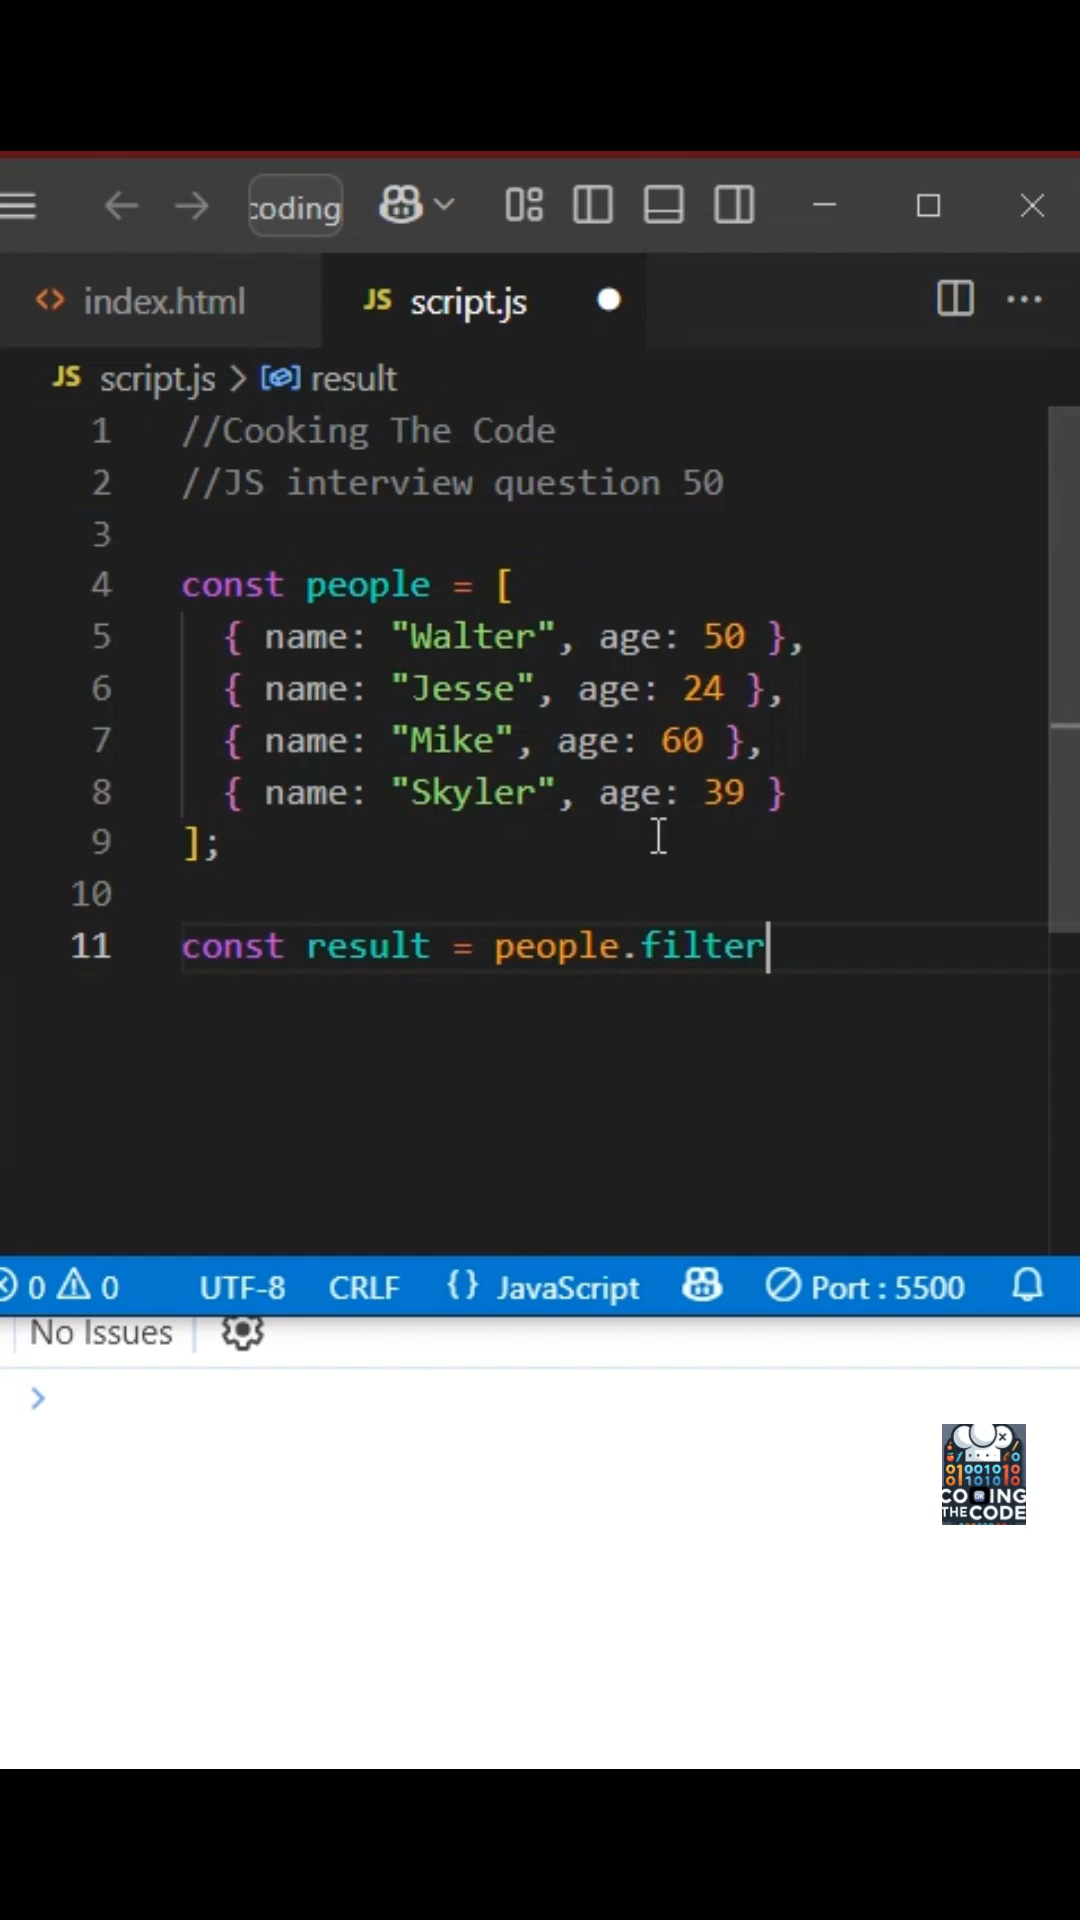 coding
index.html
JS script.js
JS script.js > result
1 //Cooking The Code
2 //JS interview question 50
3
4 const people = [
5 { name: "Walter", age: 50 },
6 { name: "Jesse", age: 24 },
7 { name: "Mike", age: 60 },
8 { name: "Skyler", age: 39 }
9 ];
10
11 const result = people.filter
0 0 UTF-8 CRLF {} JavaScript Port : 5500
No Issues
>
THE CODE